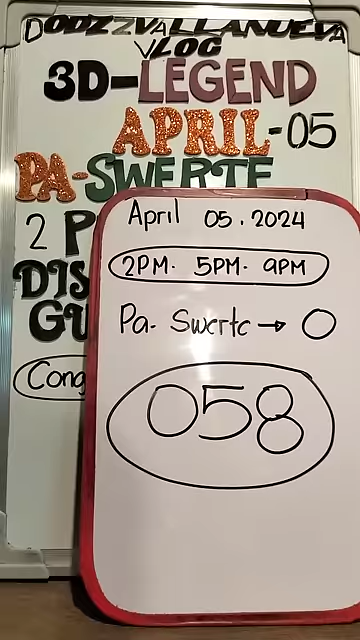 DODZZVALLANUEVA
VLOG
3D-LEGEND
APRIL-05
PA-SWERTE
2 P
DIS
GU
Cong
April 05.2024
2PM. 5PM. 9PM
Pa-Swerte → 0
058